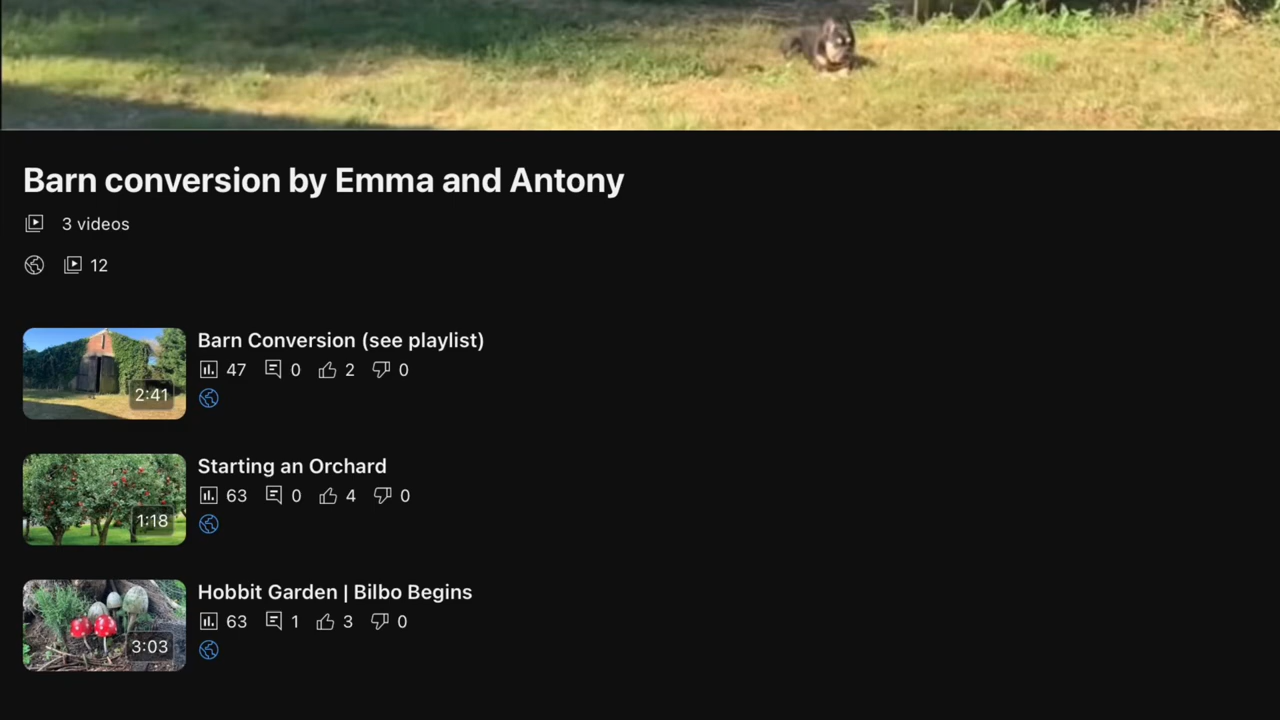 Barn conversion by Emma and Antony
3 videos
12
Barn Conversion (see playlist)
47 0 2 0
2:41
Starting an Orchard
63 0 4 0
1:18
Hobbit Garden | Bilbo Begins
63 1 3 0
3:03